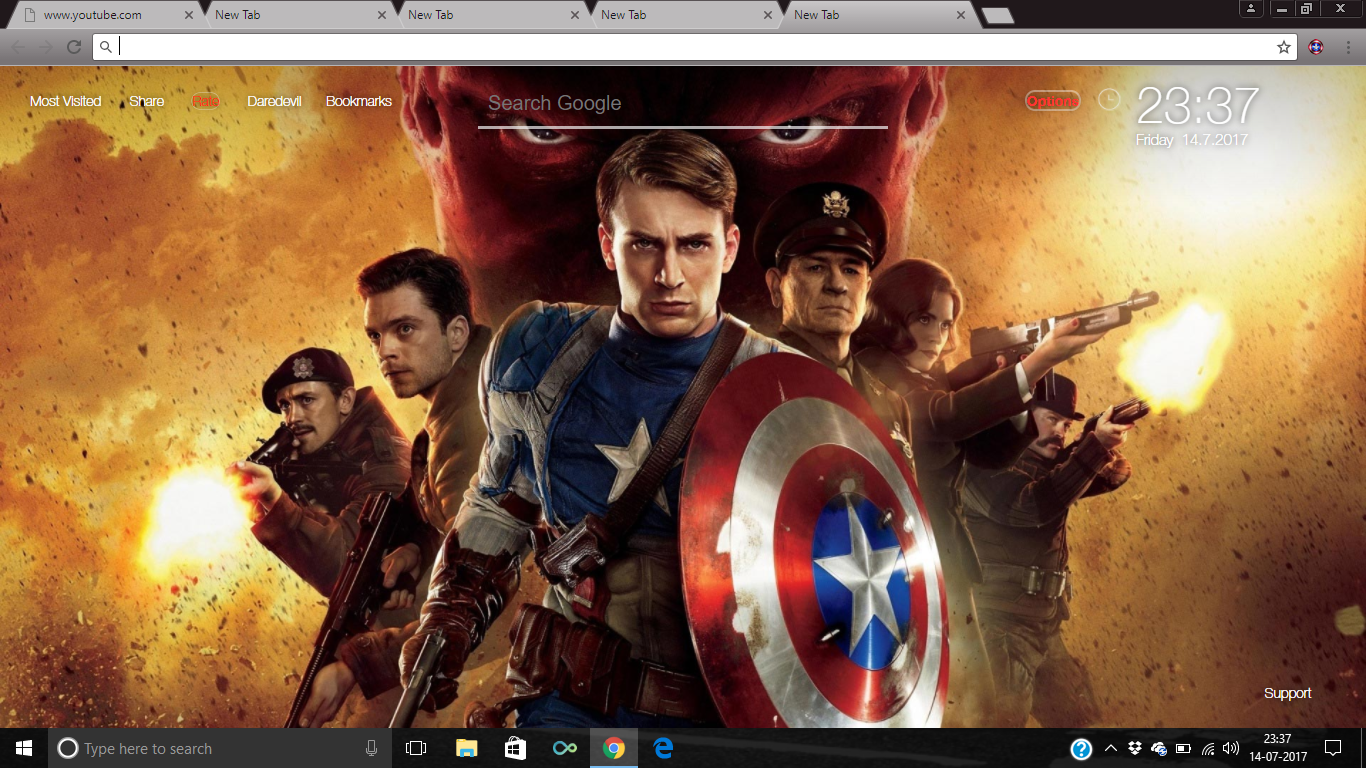 www.youtube.com
New Tab
New Tab
New Tab
New Tab
Most Visited
Share
Rate
Daredevil
Bookmarks
Search Google
Options
23:37
Friday 14.7.2017
Support
Type here to search
23:37
14-07-2017